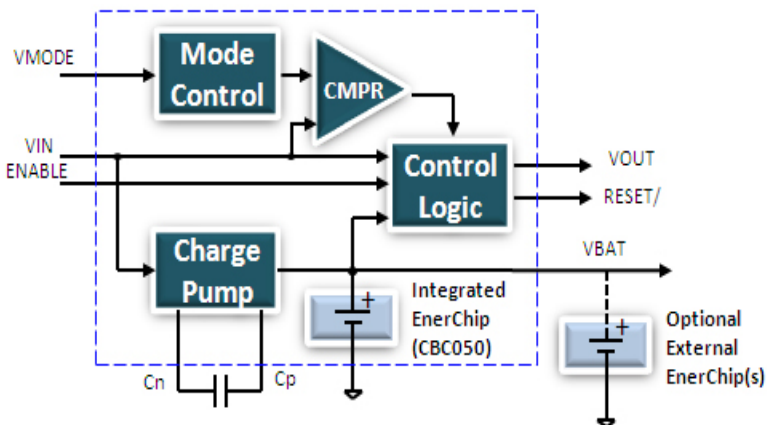 VMODE
Mode
Control
CMPR
VIN
ENABLE
Control
Logic
VOUT
RESET/
Charge
Pump
VBAT
+
Integrated
EnerChip
(CBC050)
+
Optional
External
EnerChip(s)
Cn
Cp